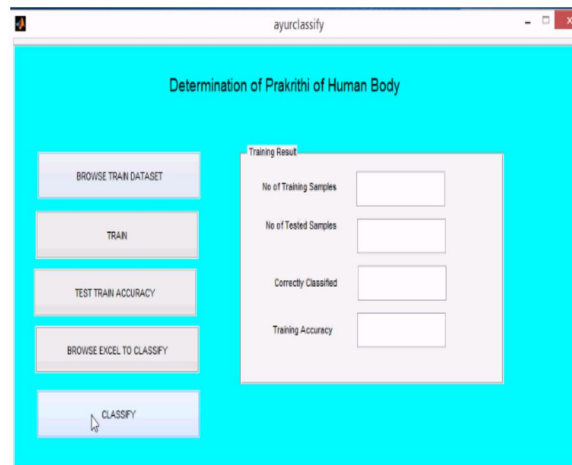 ayurclassify
Determination of Prakrithi of Human Body
BROWSE TRAIN DATASET
TRAIN
TEST TRAIN ACCURACY
BROWSE EXCEL TO CLASSIFY
CLASSIFY
Training Result
No of Training Samples
No of Tested Samples
Correctly Classified
Training Accuracy